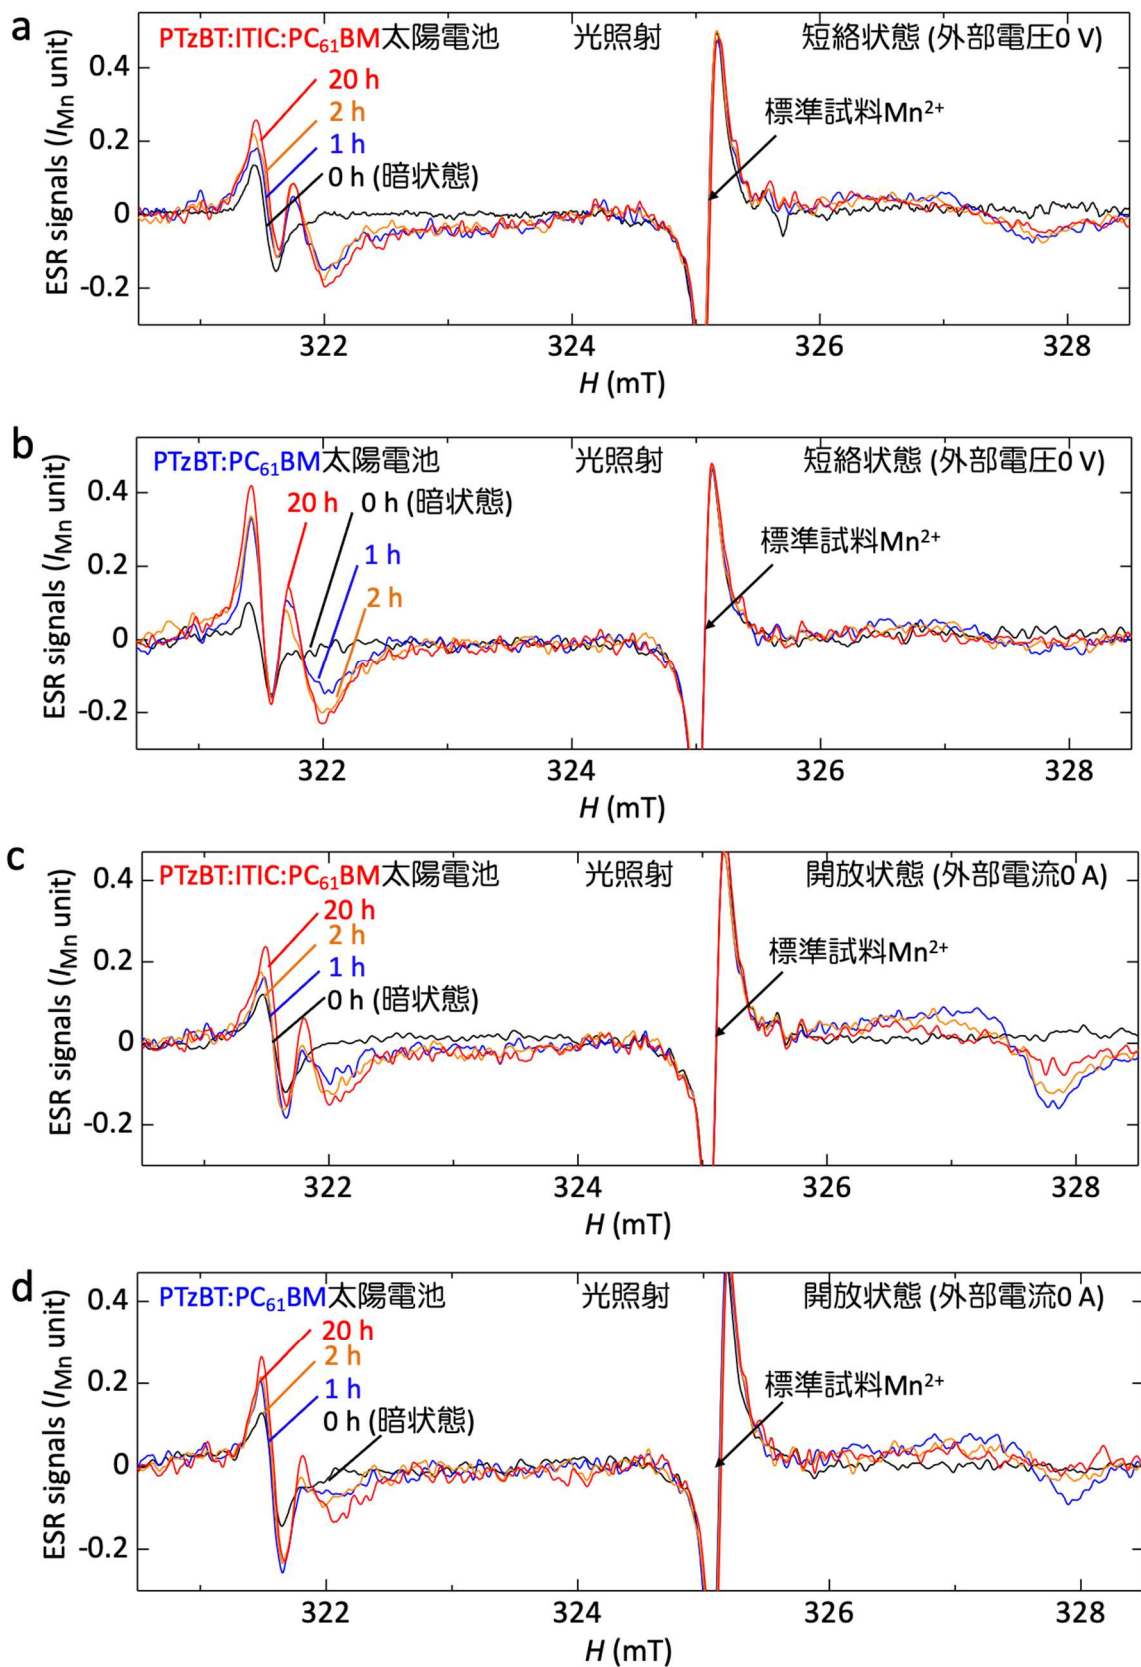 a
PTzBT:ITIC:PC₆₁BM太陽電池 光照射 短絡状態 (外部電圧0 V)
20 h
2 h
1 h
0 h (暗状態)
標準試料Mn²⁺
ESR signals (I_Mn unit)
0.4
0.2
0
-0.2
322 324 326 328
H (mT)
b
PTzBT:PC₆₁BM太陽電池 光照射 短絡状態 (外部電圧0 V)
20 h
0 h (暗状態)
1 h
2 h
標準試料Mn²⁺
ESR signals (I_Mn unit)
0.4
0.2
0
-0.2
322 324 326 328
H (mT)
c
PTzBT:ITIC:PC₆₁BM太陽電池 光照射 開放状態 (外部電流0 A)
20 h
2 h
1 h
0 h (暗状態)
標準試料Mn²⁺
ESR signals (I_Mn unit)
0.4
0.2
0
-0.2
322 324 326 328
H (mT)
d
PTzBT:PC₆₁BM太陽電池 光照射 開放状態 (外部電流0 A)
20 h
2 h
1 h
0 h (暗状態)
標準試料Mn²⁺
ESR signals (I_Mn unit)
0.4
0.2
0
-0.2
322 324 326 328
H (mT)